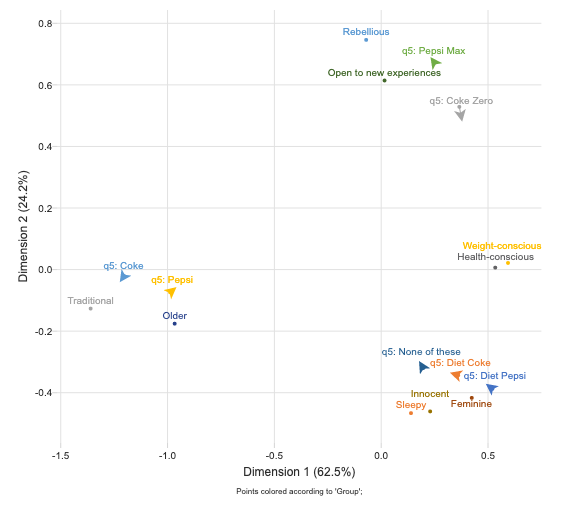 0.8
Rebellious
q5: Pepsi Max
Open to new experiences
0.6
q5: Coke Zero
0.4
0.2
Weight-conscious
Health-conscious
q5: Coke
0.0
q5: Pepsi
Traditional
Older
-0.2
q5: None of these
q5: Diet Coke
q5: Diet Pepsi
-0.4
Innocent
Sleepy
Feminine
Dimension 2 (24.2%)
-1.5 -1.0 -0.5 0.0 0.5
Dimension 1 (62.5%)
Points colored according to 'Group';